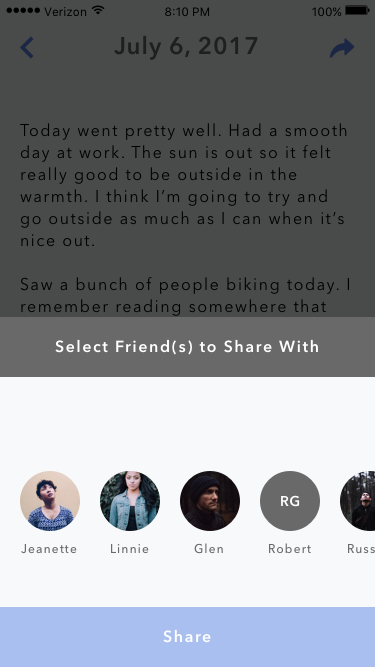 Verizon 8:10 PM 100%
July 6, 2017
Today went pretty well. Had a smooth
day at work. The sun is out so it felt
really good to be outside in the
warmth. I think I’m going to try and
go outside as much as I can when it’s
nice out.
Saw a bunch of people biking today. I
remember reading somewhere that
Select Friend(s) to Share With
RG
Jeanette Linnie Glen Robert Russ
Share